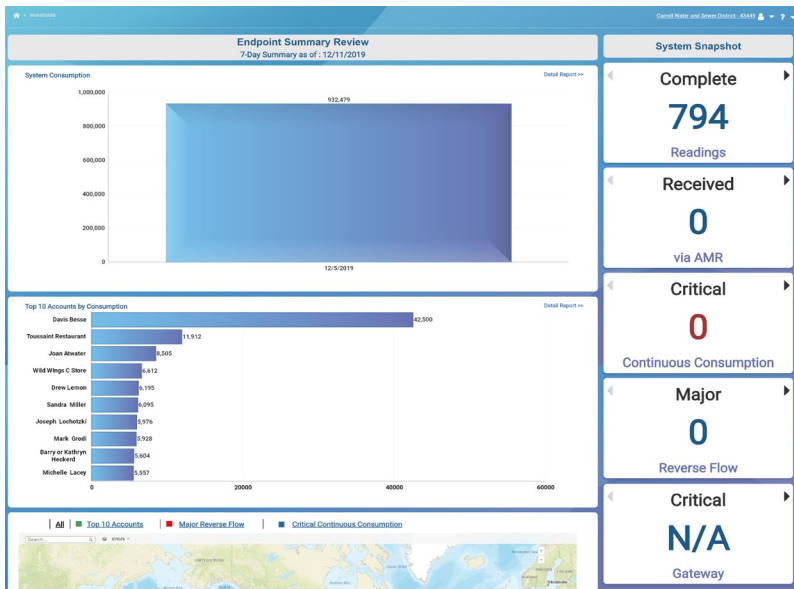 DASHBOARD
Carroll Water and Sewer District - 43449
?
Endpoint Summary Review
7-Day Summary as of : 12/11/2019
System Consumption
Detail Report >>
1,000,000
932,479
800,000
600,000
400,000
200,000
0
12/5/2019
Top 10 Accounts by Consumption
Detail Report >>
Davis Besse
42,500
Toussaint Restaurant
11,912
Joan Atwater
8,505
Wild Wings C Store
6,612
Drew Lemon
6,195
Sandra Miller
6,095
Joseph Lochotzki
5,976
Mark Grodi
5,928
Barry or Kathryn
Heckerd
5,604
Michelle Lacey
5,557
0
20000
40000
60000
All
Top 10 Accounts
Major Reverse Flow
Critical Continuous Consumption
Search...
STYLES
Hudson Bay
System Snapshot
Complete
794
Readings
Received
0
via AMR
Critical
0
Continuous Consumption
Major
0
Reverse Flow
Critical
N/A
Gateway